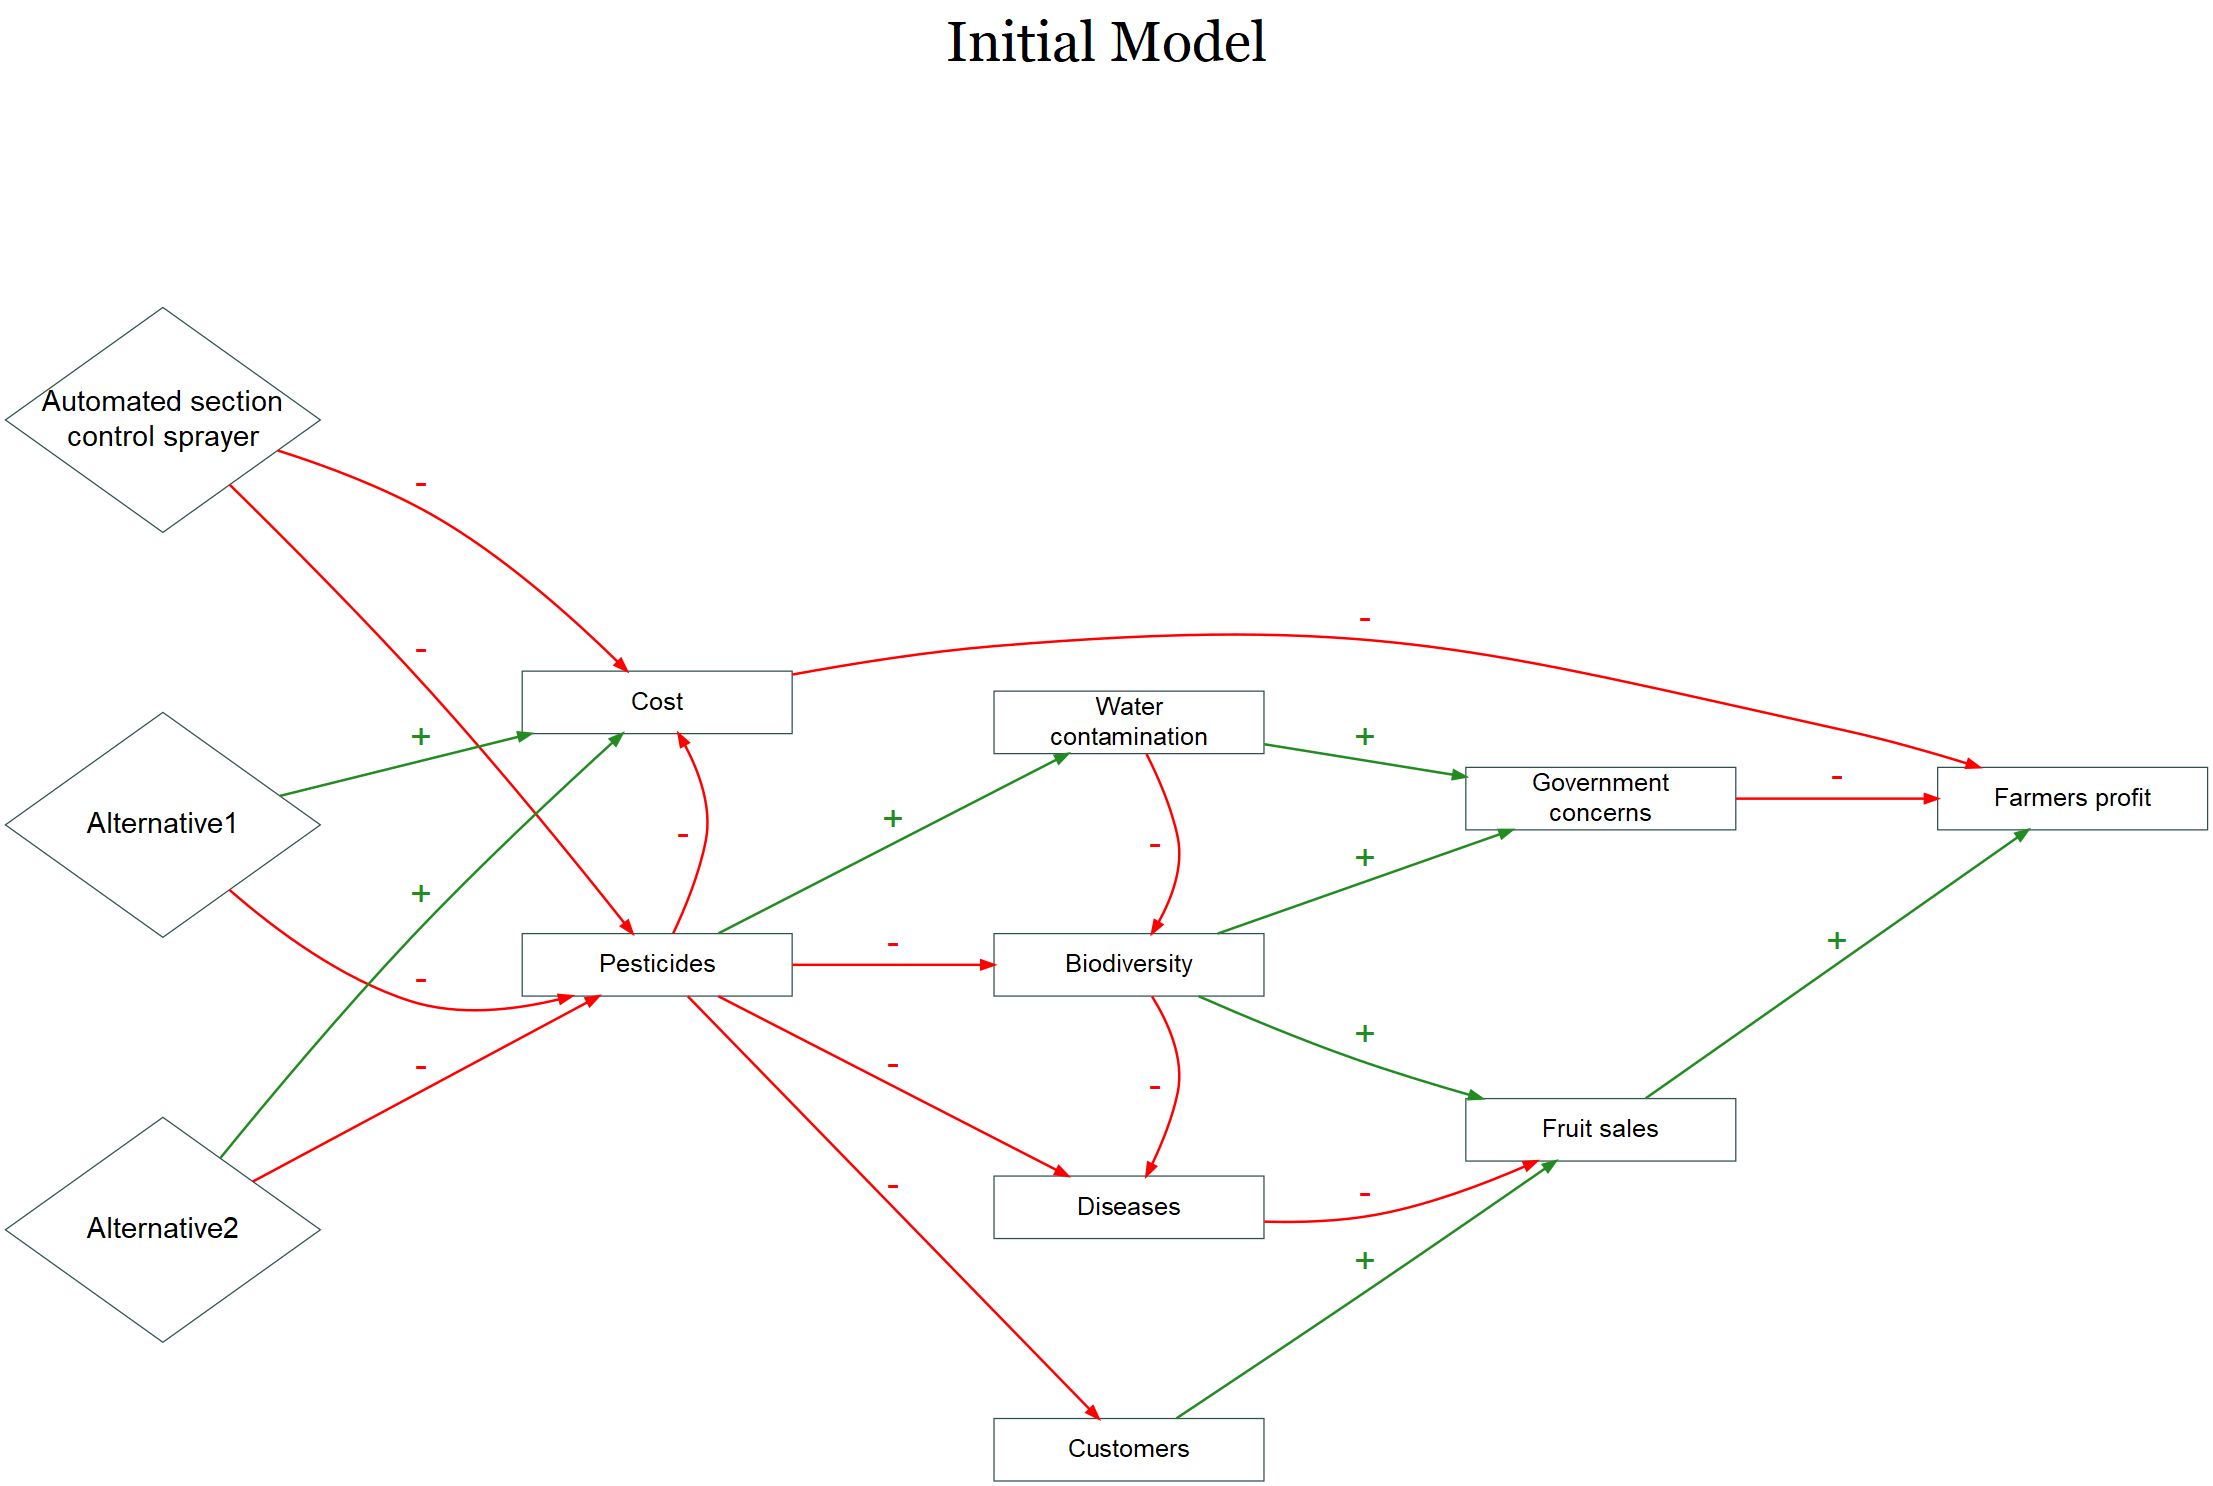 Initial Model
Automated section
control sprayer
-
-
-
Cost
+
Water
contamination
+
Government
concerns
-
Farmers profit
Alternative1
+
-
+
-
+
-
Pesticides
-
Biodiversity
+
-
+
-
-
-
Fruit sales
Alternative2
-
Diseases
-
+
Customers